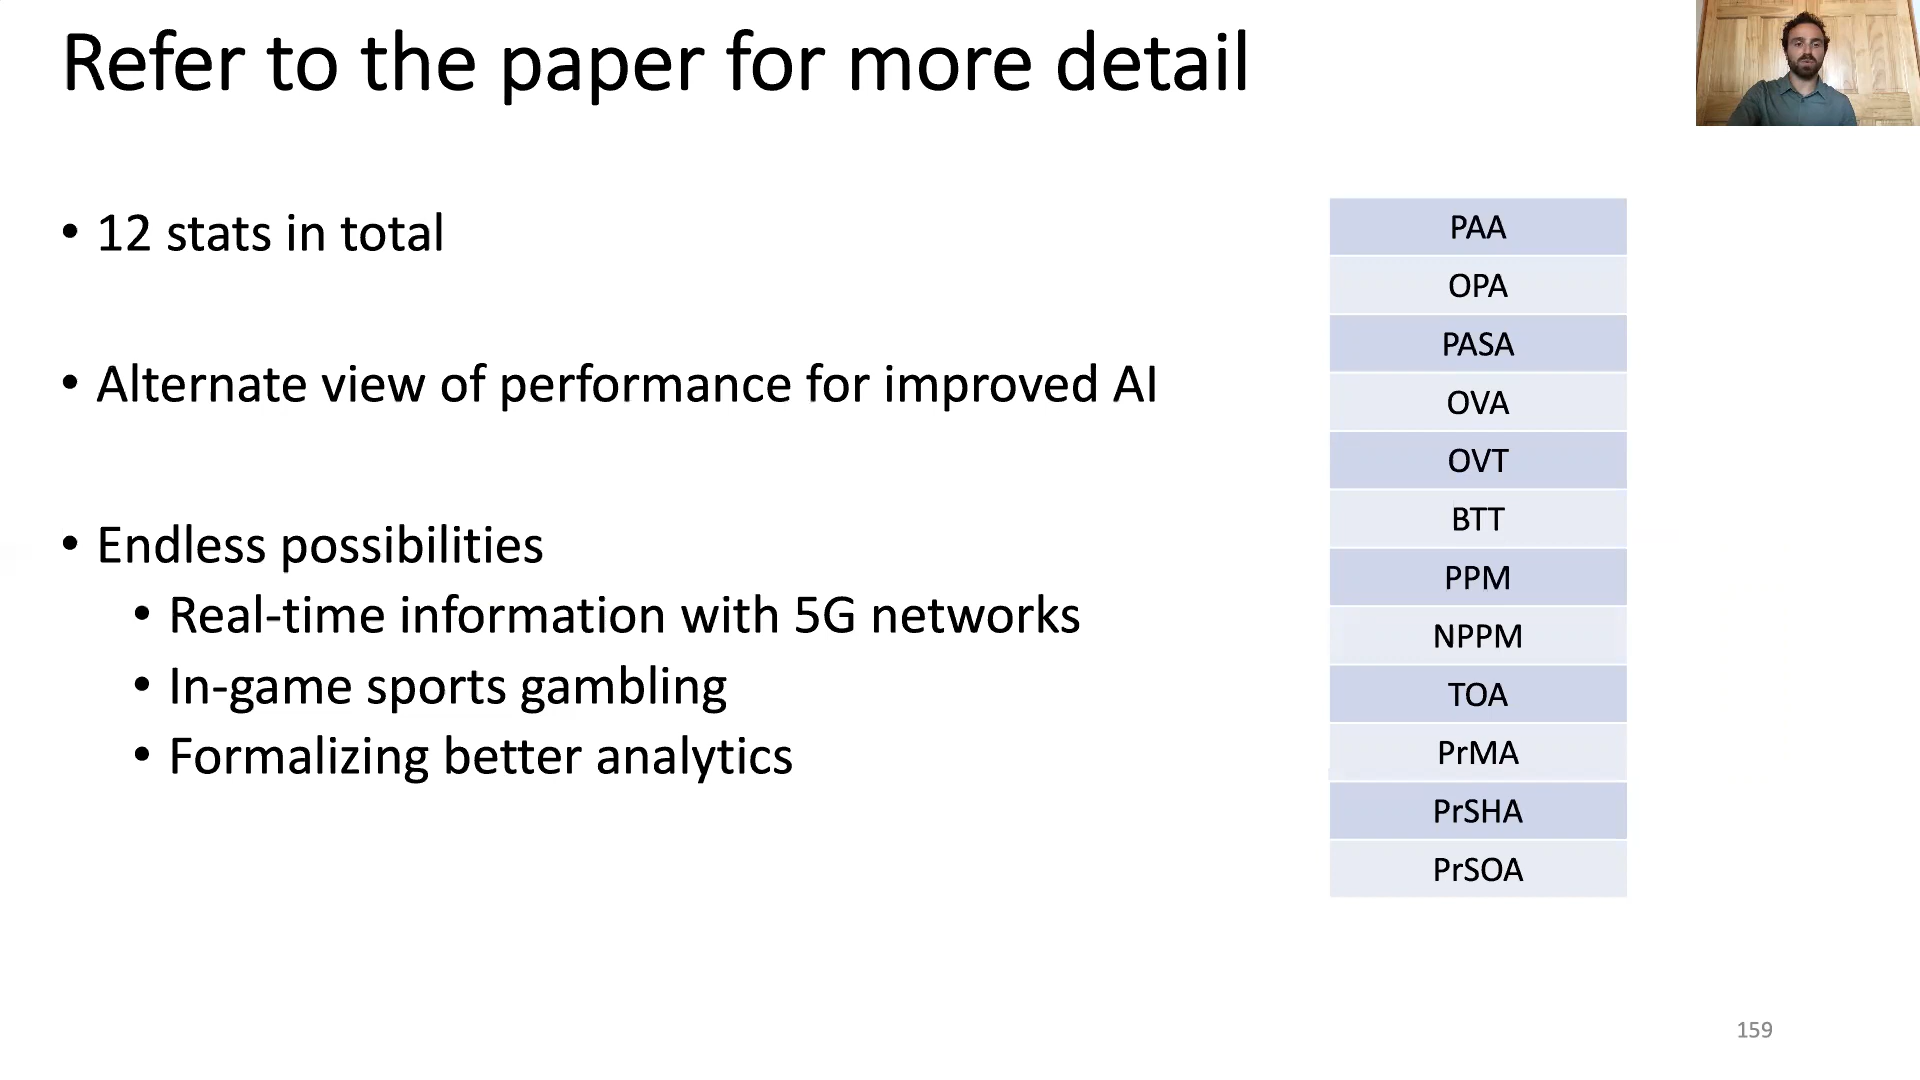 Refer to the paper for more detail
• 12 stats in total
• Alternate view of performance for improved AI
• Endless possibilities
• Real-time information with 5G networks
• In-game sports gambling
• Formalizing better analytics
PAA
OPA
PASA
OVA
OVT
BTT
PPM
NPPM
TOA
PrMA
PrSHA
PrSOA
159